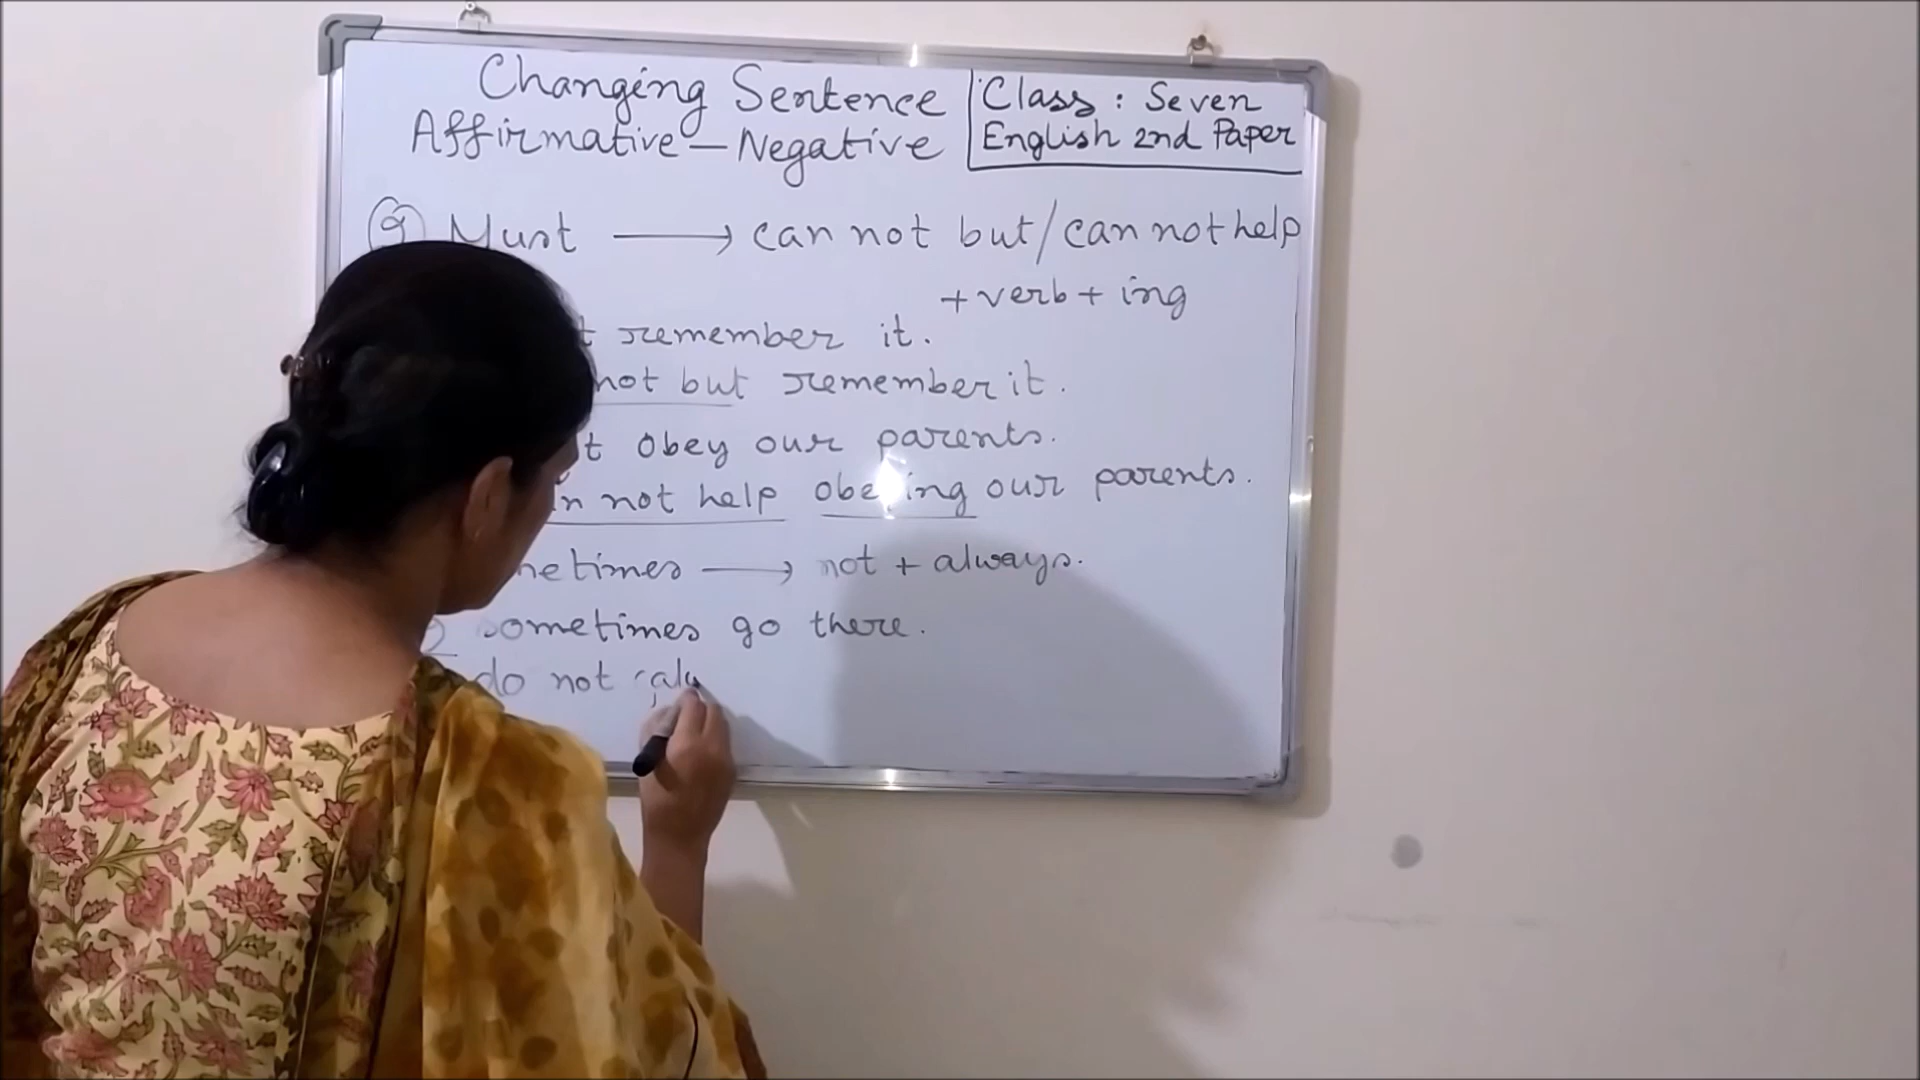 Changing Sentence
Affirmative — Negative
Class : Seven
English 2nd Paper
9 Must → can not but / can not help
+ verb + ing
remember it.
not but remember it.
obey our parents.
not help obeying our parents.
→ not + always.
sometimes go there.
do not